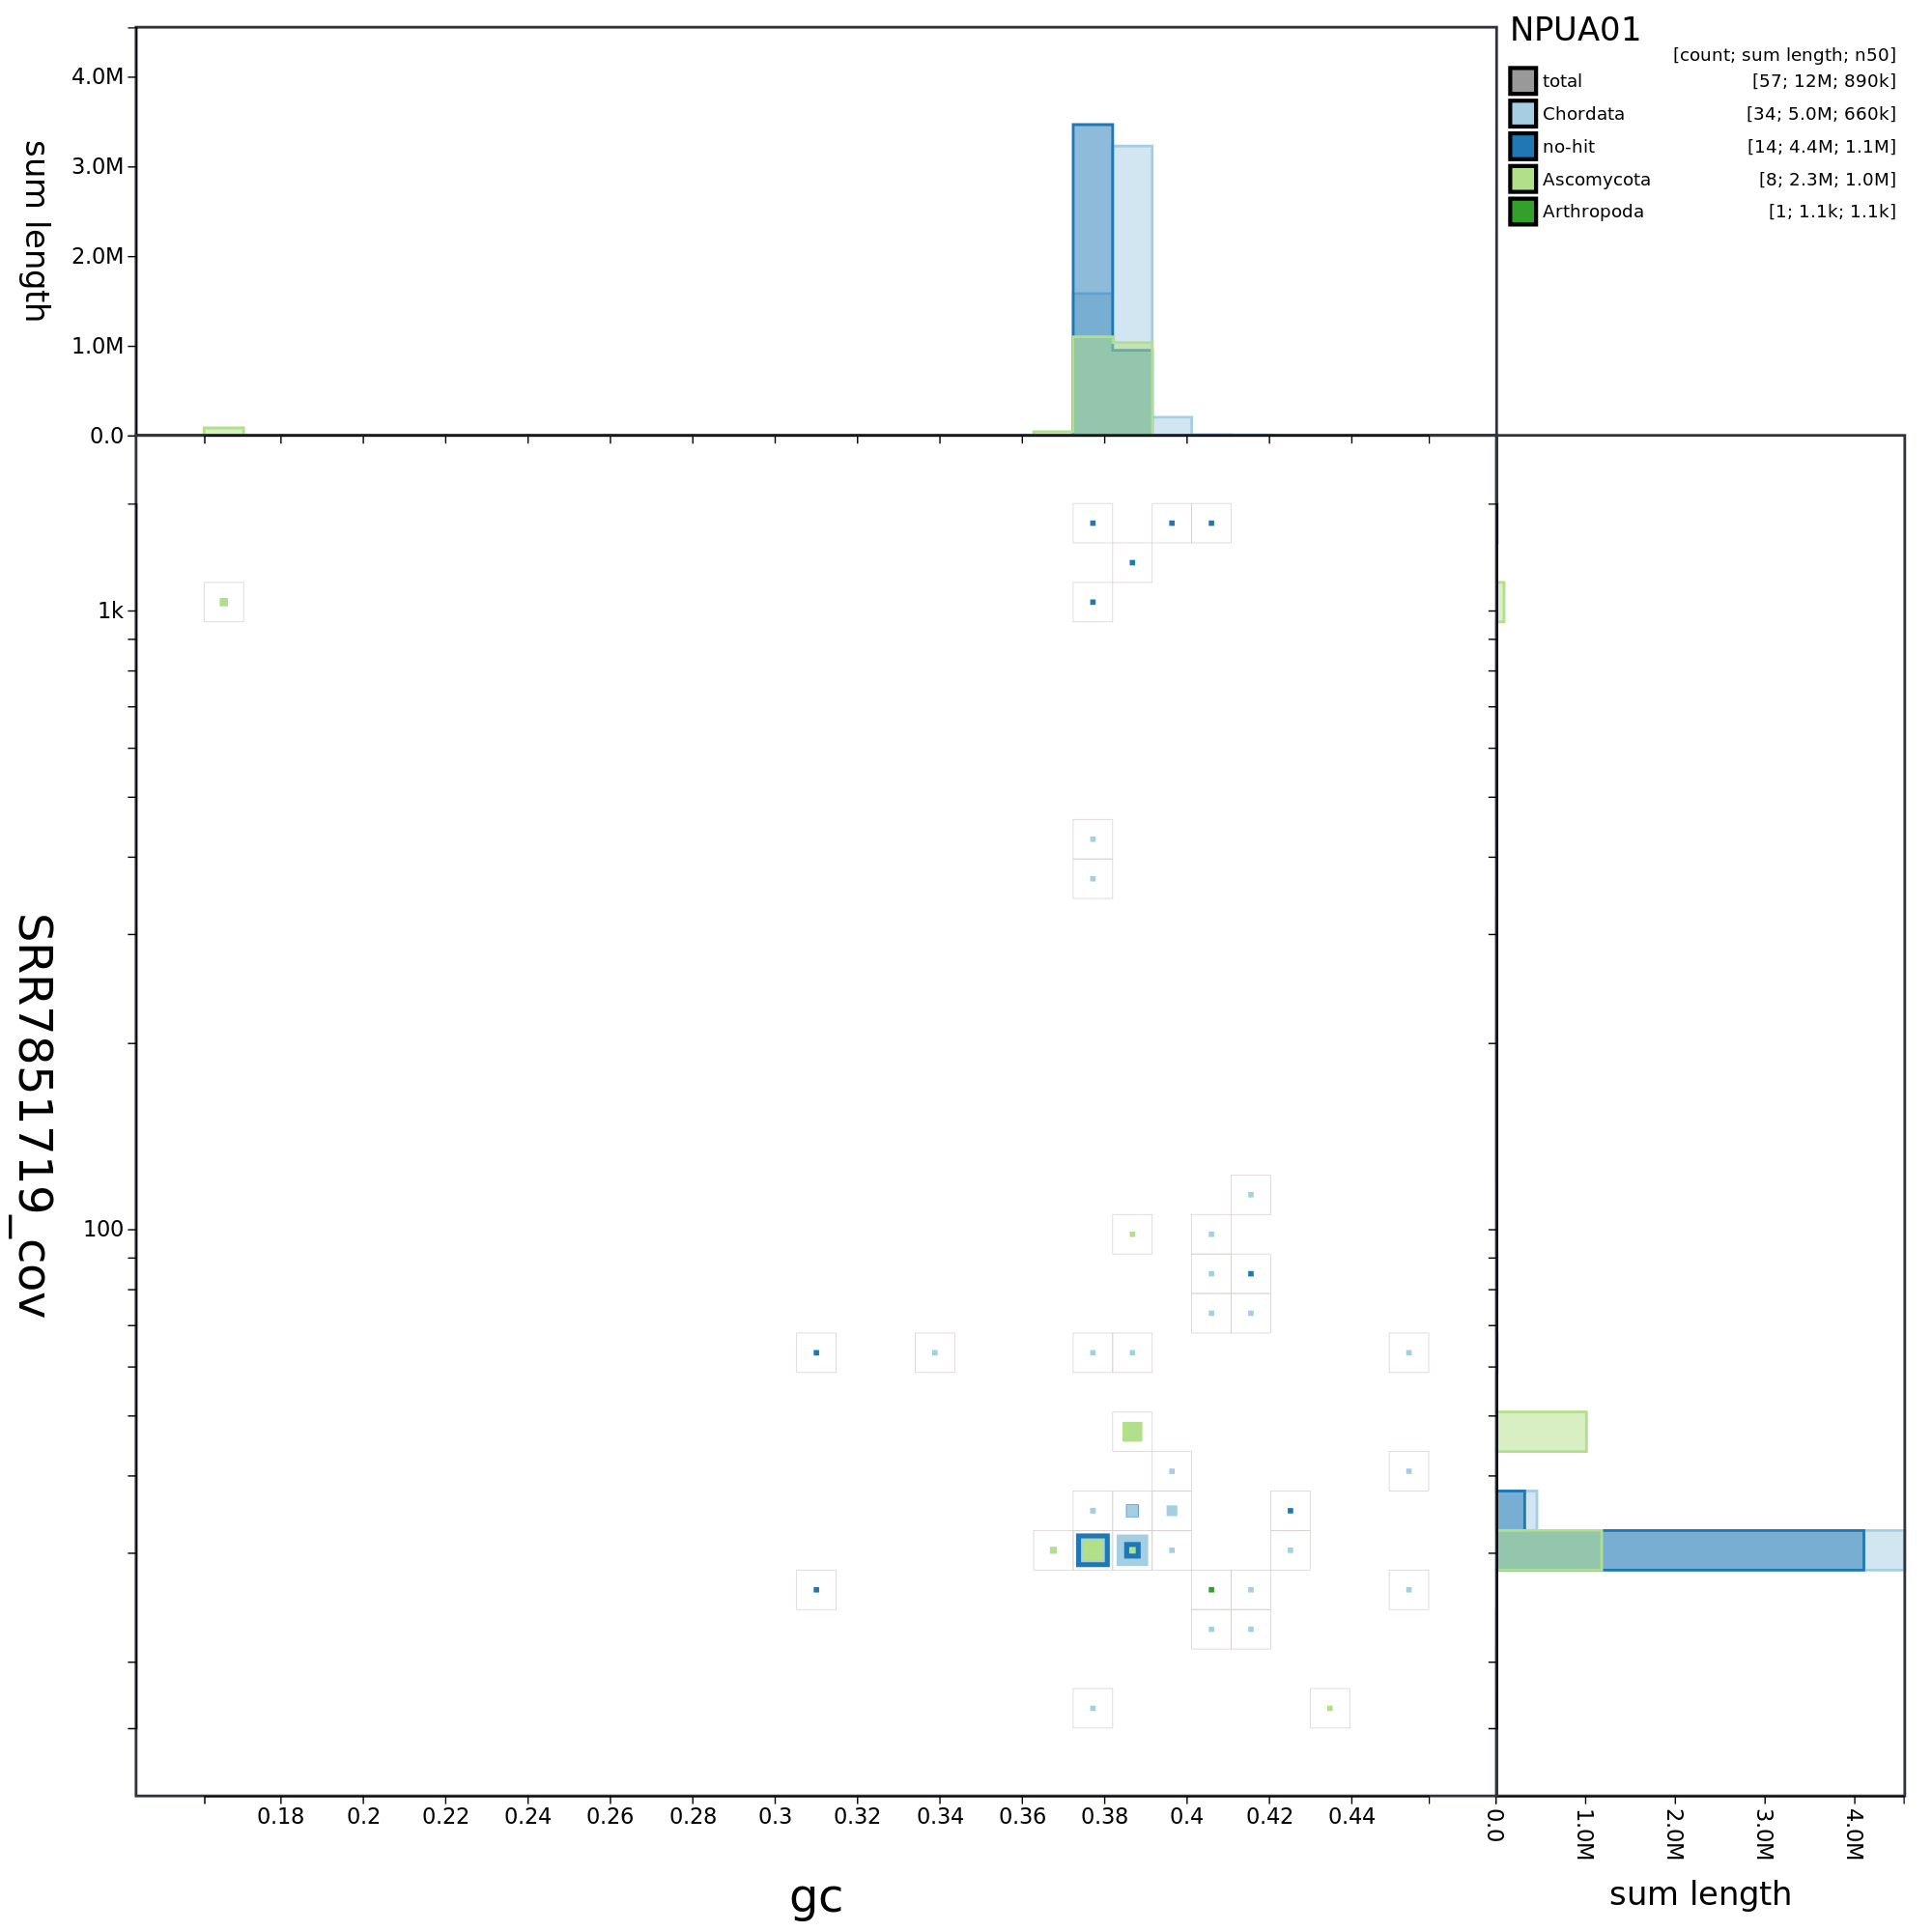 NPUA01
[count; sum length; n50]
total [57; 12M; 890k]
Chordata [34; 5.0M; 660k]
no-hit [14; 4.4M; 1.1M]
Ascomycota [8; 2.3M; 1.0M]
Arthropoda [1; 1.1k; 1.1k]
sum length
4.0M
3.0M
2.0M
1.0M
0.0
SRR7851719_cov
1k
100
0.18 0.2 0.22 0.24 0.26 0.28 0.3 0.32 0.34 0.36 0.38 0.4 0.42 0.44
gc
0.0 1.0M 2.0M 3.0M 4.0M
sum length